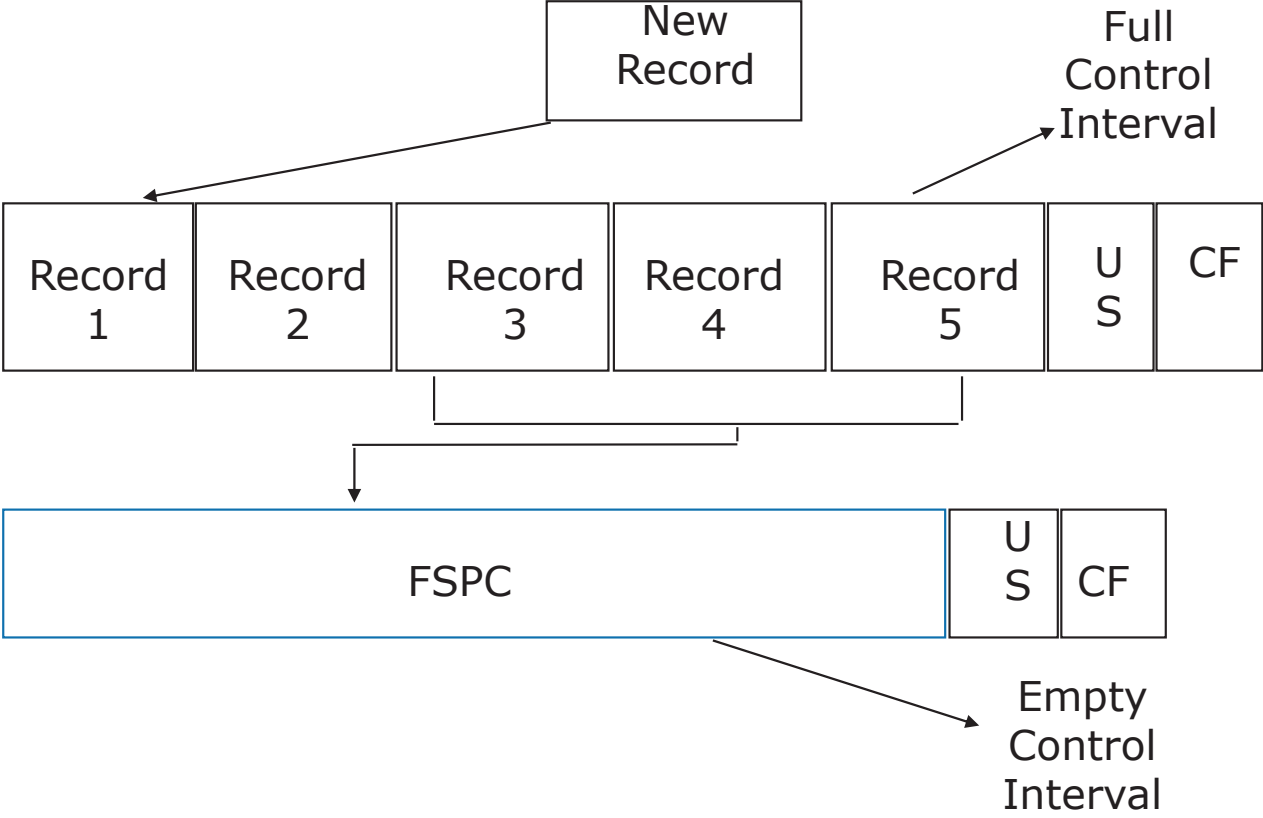 New
Record
Full
Control
Interval
Record
1
Record
2
Record
3
Record
4
Record
5
U
S
CF
FSPC
U
S
CF
Empty
Control
Interval